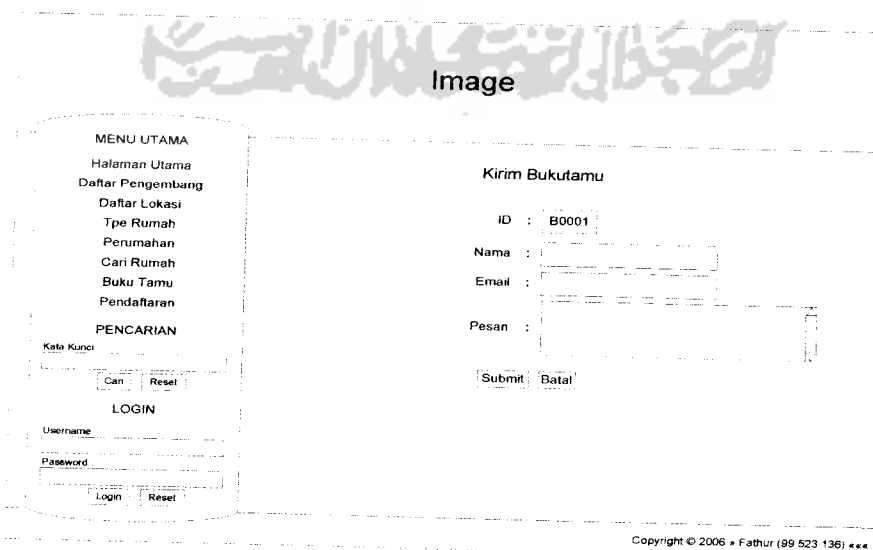 Image
MENU UTAMA
Halaman Utama
Daftar Pengembang
Daftar Lokasi
Tpe Rumah
Perumahan
Cari Rumah
Buku Tamu
Pendaftaran
PENCARIAN
Kata Kunci
Cari Reset
LOGIN
Username
Password
Login Reset
Kirim Bukutamu
ID : B0001
Nama :
Email :
Pesan :
Submit Batal
Copyright © 2006 » Fathur (99 523 136) «««